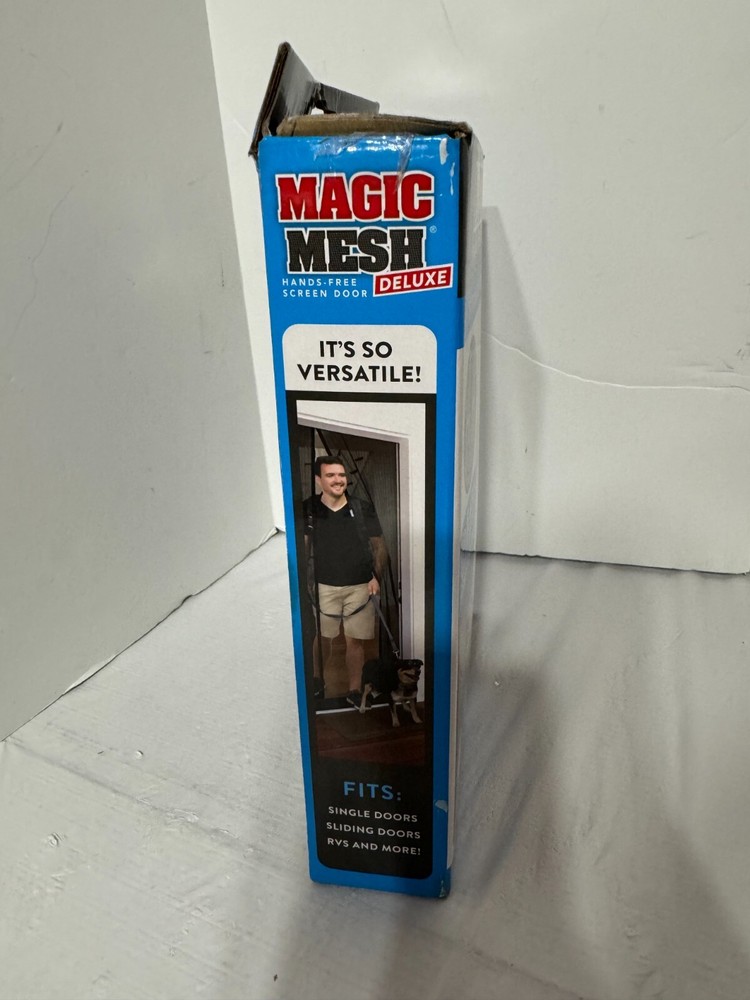 MAGIC
MESH®
HANDS-FREE
SCREEN DOOR
DELUXE
IT'S SO
VERSATILE!
FITS:
SINGLE DOORS
SLIDING DOORS
RVS AND MORE!